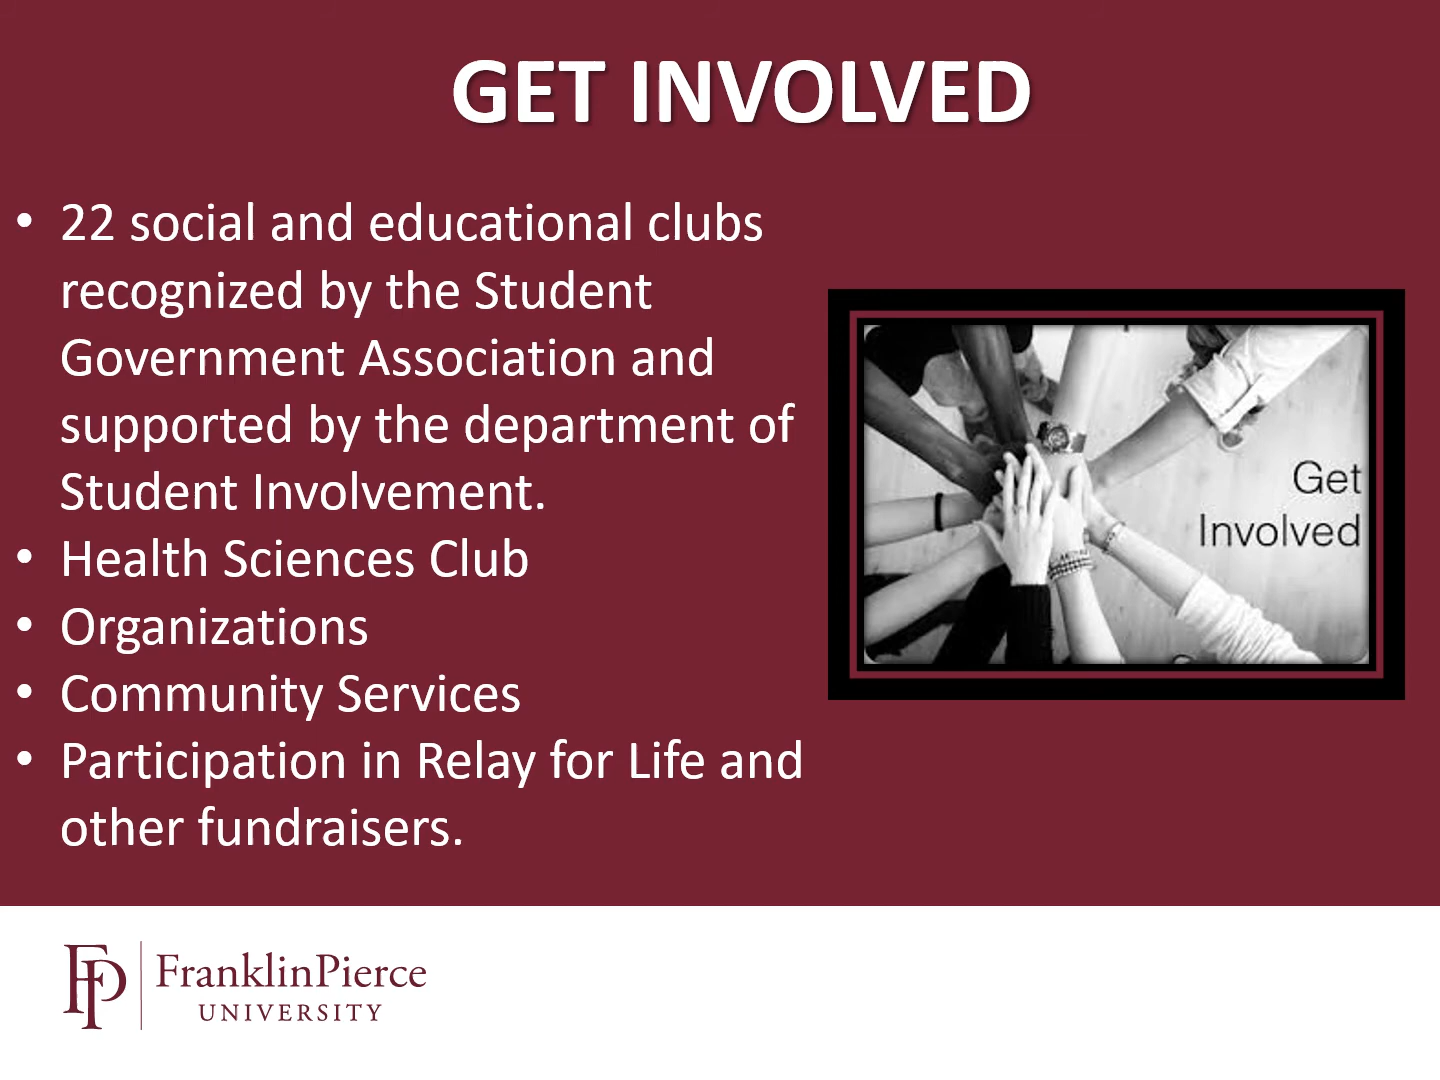 GET INVOLVED
• 22 social and educational clubs
recognized by the Student
Government Association and
supported by the department of
Student Involvement.
• Health Sciences Club
• Organizations
• Community Services
• Participation in Relay for Life and
other fundraisers.
Get
Involved
FP
FranklinPierce
UNIVERSITY